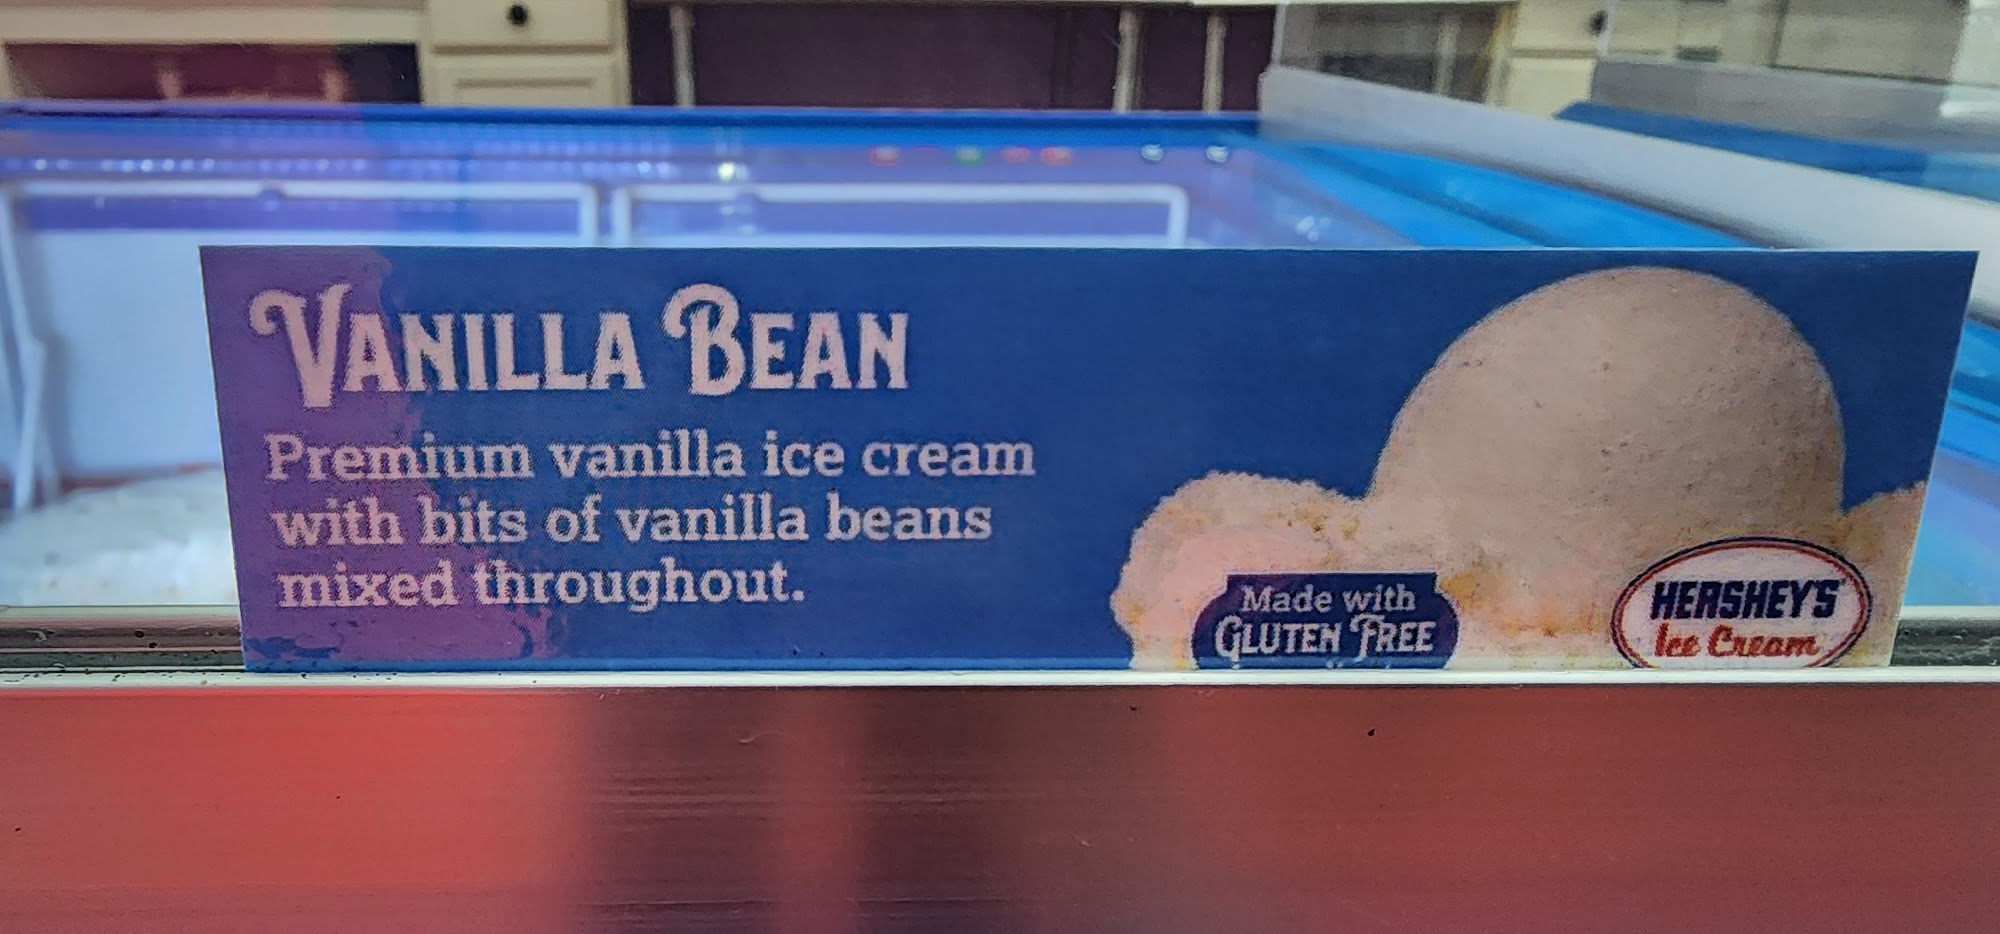 VANILLA BEAN
Premium vanilla ice cream
with bits of vanilla beans
mixed throughout.
Made with
GLUTEN FREE
HERSHEY'S
Ice Cream